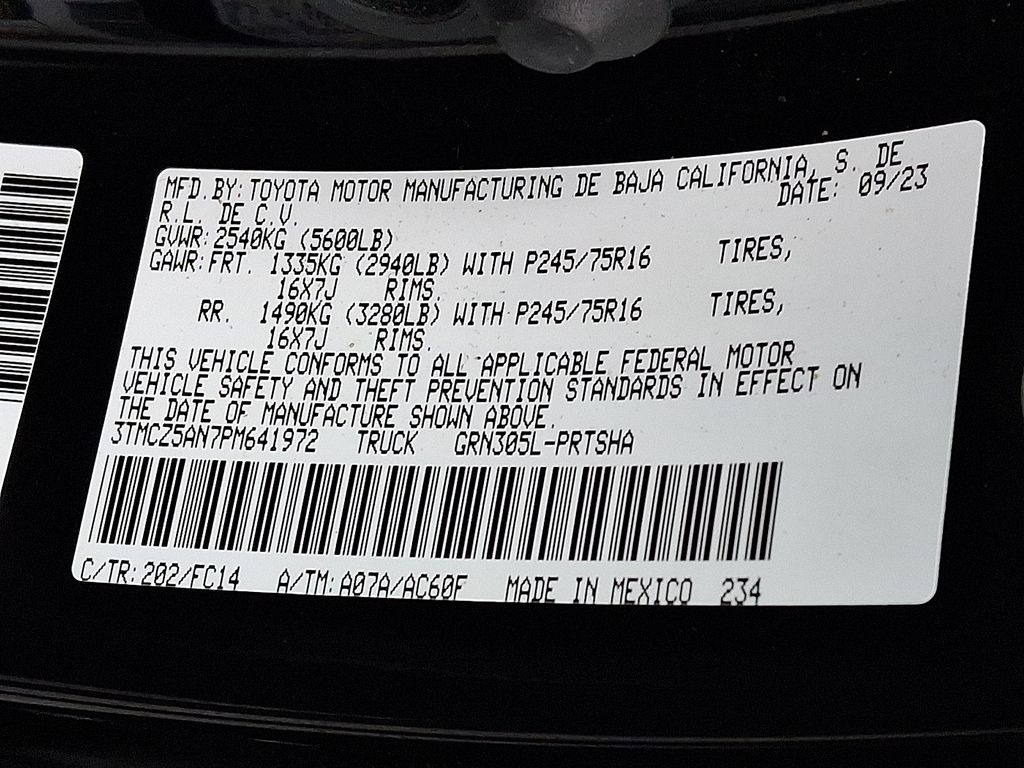 MFD.BY: TOYOTA MOTOR MANUFACTURING DE BAJA CALIFORNIA, S. DE
R.L. DE C.V. DATE: 09/23
GVWR: 2540KG (5600LB)
GAWR: FRT. 1335KG (2940LB) WITH P245/75R16 TIRES,
16X7J RIMS.
RR. 1490KG (3280LB) WITH P245/75R16 TIRES,
16X7J RIMS.
THIS VEHICLE CONFORMS TO ALL APPLICABLE FEDERAL MOTOR
VEHICLE SAFETY AND THEFT PREVENTION STANDARDS IN EFFECT ON
THE DATE OF MANUFACTURE SHOWN ABOVE.
3TMCZ5AN7PM641972 TRUCK GRN305L-PRTSHA
C/TR: 202/FC14 A/TM: A07A/AC60F MADE IN MEXICO 234